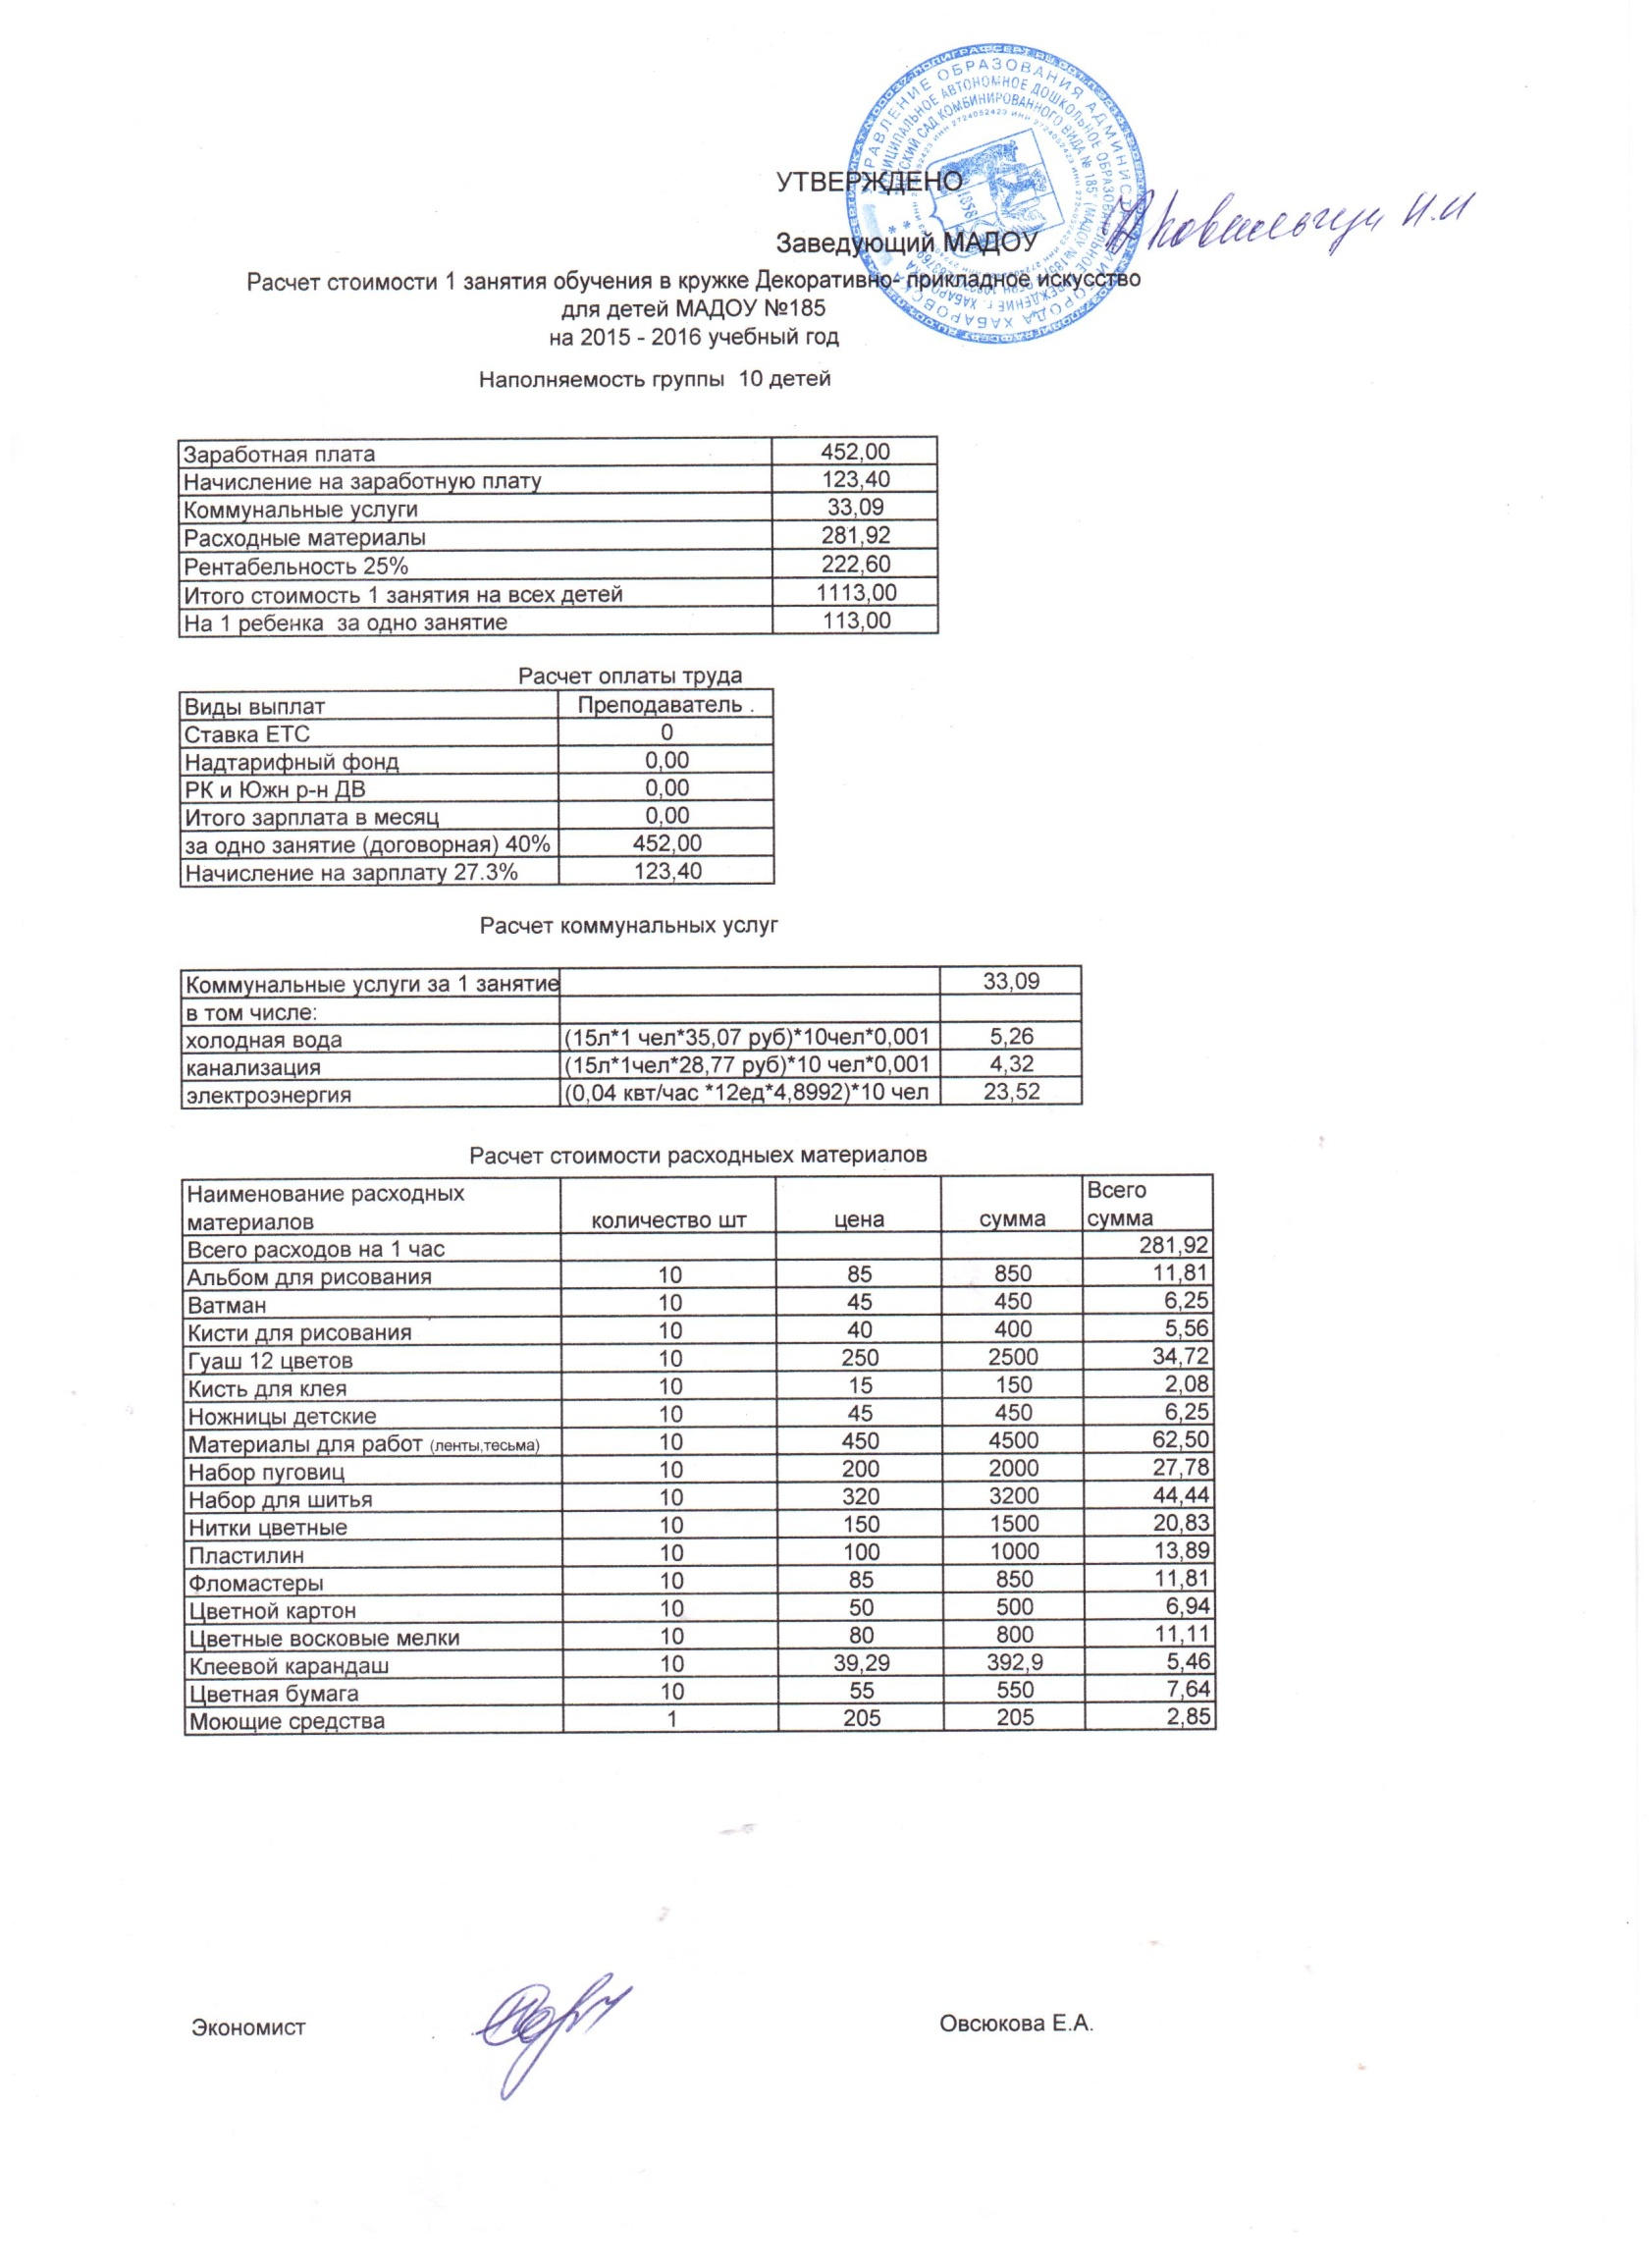 УТВЕРЖДЕНО
Заведующий МАДОУ
Расчет стоимости 1 занятия обучения в кружке Декоративно- прикладное искусство
для детей МАДОУ №185
на 2015 - 2016 учебный год
Наполняемость группы 10 детей
Заработная плата 452,00
Начисление на заработную плату 123,40
Коммунальные услуги 33,09
Расходные материалы 281,92
Рентабельность 25% 222,60
Итого стоимость 1 занятия на всех детей 1113,00
На 1 ребенка за одно занятие 113,00
Расчет оплаты труда
Виды выплат Преподаватель .
Ставка ЕТС 0
Надтарифный фонд 0,00
РК и Южн р-н ДВ 0,00
Итого зарплата в месяц 0,00
за одно занятие (договорная) 40% 452,00
Начисление на зарплату 27.3% 123,40
Расчет коммунальных услуг
Коммунальные услуги за 1 занятие 33,09
в том числе:
холодная вода (15л*1 чел*35,07 руб)*10чел*0,001 5,26
канализация (15л*1чел*28,77 руб)*10 чел*0,001 4,32
электроэнергия (0,04 квт/час *12ед*4,8992)*10 чел 23,52
Расчет стоимости расходныех материалов
Наименование расходных материалов количество шт цена сумма Всего сумма
Всего расходов на 1 час 281,92
Альбом для рисования 10 85 850 11,81
Ватман 10 45 450 6,25
Кисти для рисования 10 40 400 5,56
Гуаш 12 цветов 10 250 2500 34,72
Кисть для клея 10 15 150 2,08
Ножницы детские 10 45 450 6,25
Материалы для работ (ленты,тесьма) 10 450 4500 62,50
Набор пуговиц 10 200 2000 27,78
Набор для шитья 10 320 3200 44,44
Нитки цветные 10 150 1500 20,83
Пластилин 10 100 1000 13,89
Фломастеры 10 85 850 11,81
Цветной картон 10 50 500 6,94
Цветные восковые мелки 10 80 800 11,11
Клеевой карандаш 10 39,29 392,9 5,46
Цветная бумага 10 55 550 7,64
Моющие средства 1 205 205 2,85
Экономист Овсюкова Е.А.